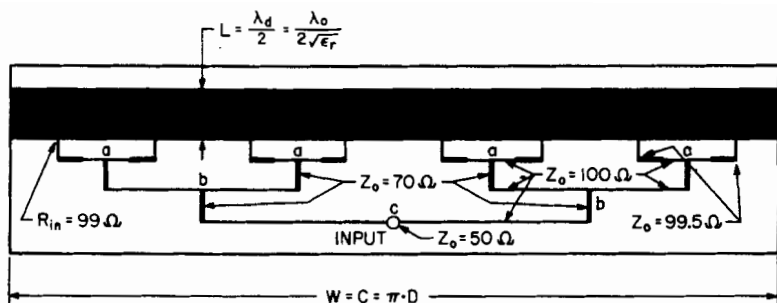 L = λd/2 = λo/2√εr
a a a a
b Zo = 70 Ω Zo = 100 Ω b
Rin = 99 Ω c Zo = 99.5 Ω
INPUT Zo = 50 Ω
W = C = π·D